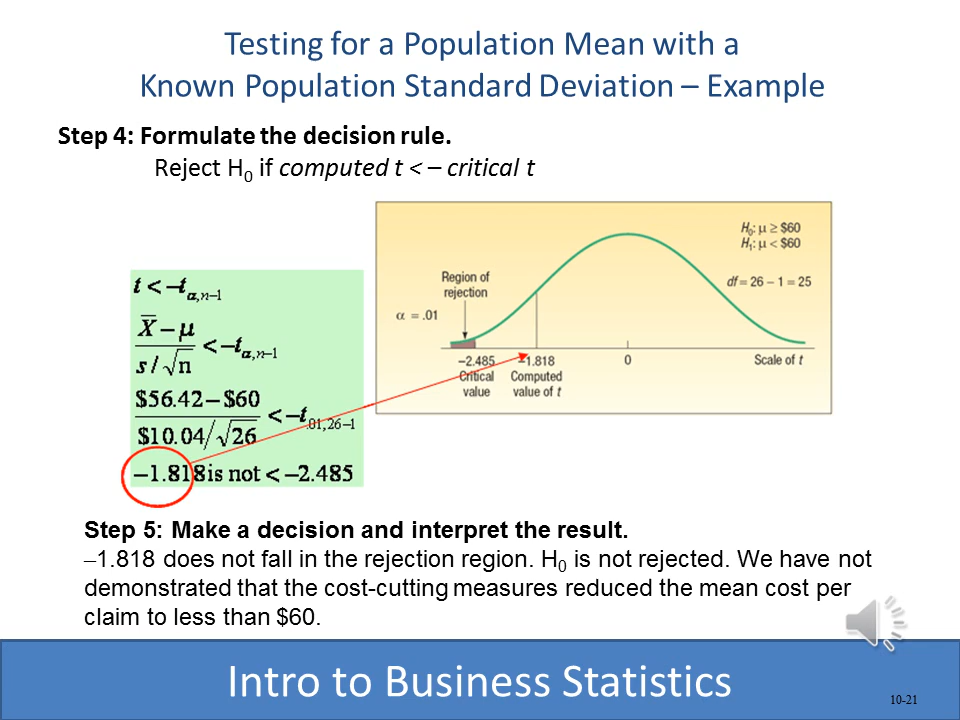 Testing for a Population Mean with a
Known Population Standard Deviation – Example
Step 4: Formulate the decision rule.
Reject H₀ if computed t < – critical t
t < –t α,n–1
X̅ – μ
s / √n
< –t α,n–1
$56.42 – $60
$10.04 / √26
< –t .01,26–1
–1.818 is not < –2.485
H₀: μ ≥ $60
H₁: μ < $60
df = 26 – 1 = 25
Region of
rejection
α = .01
–2.485
Critical
value
–1.818
Computed
value of t
0
Scale of t
Step 5: Make a decision and interpret the result.
–1.818 does not fall in the rejection region. H₀ is not rejected. We have not
demonstrated that the cost-cutting measures reduced the mean cost per
claim to less than $60.
Intro to Business Statistics
10-21